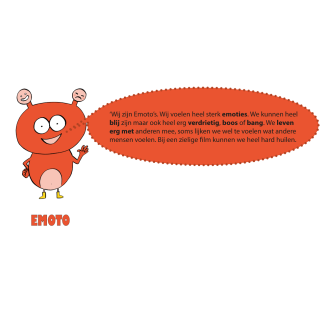 'Wij zijn Emoto's. Wij voelen heel sterk emoties. We kunnen heel
blij zijn maar ook heel erg verdrietig, boos of bang. We leven
erg met anderen mee, soms lijken we wel te voelen wat andere
mensen voelen. Bij een zielige film kunnen we heel hard huilen.
EMOTO